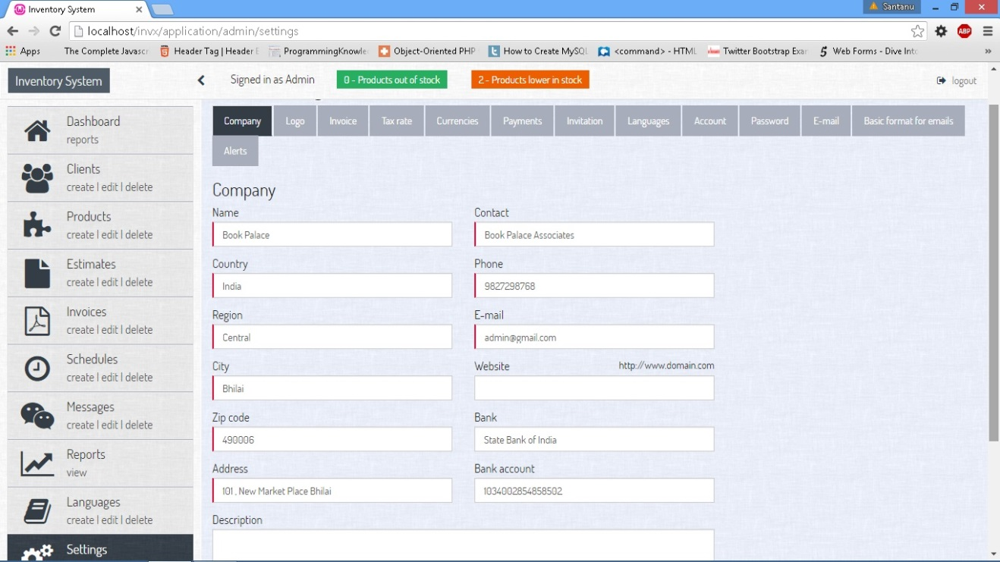 Inventory System
Santanu
localhost/invx/application/admin/settings
ABP
Apps
The Complete Javascr
Header Tag | Header E
ProgrammingKnowle
Object-Oriented PHP
How to Create MySQL
<command> - HTML
Twitter Bootstrap Exar
Web Forms - Dive Into
Inventory System
Signed in as Admin
0 - Products out of stock
2 - Products lower in stock
logout
Dashboard
reports
Clients
create | edit | delete
Products
create | edit | delete
Estimates
create | edit | delete
Invoices
create | edit | delete
Schedules
create | edit | delete
Messages
create | edit | delete
Reports
view
Languages
create | edit | delete
Settings
Company Logo Invoice Tax rate Currencies Payments Invitation Languages Account Password E-mail Basic format for emails
Alerts
Company
Name Contact
Book Palace Book Palace Associates
Country Phone
India 9827298768
Region E-mail
Central admin@gmail.com
City Website http://www.domain.com
Bhilai
Zip code Bank
490006 State Bank of India
Address Bank account
101 , New Market Place Bhilai 1034002854858502
Description